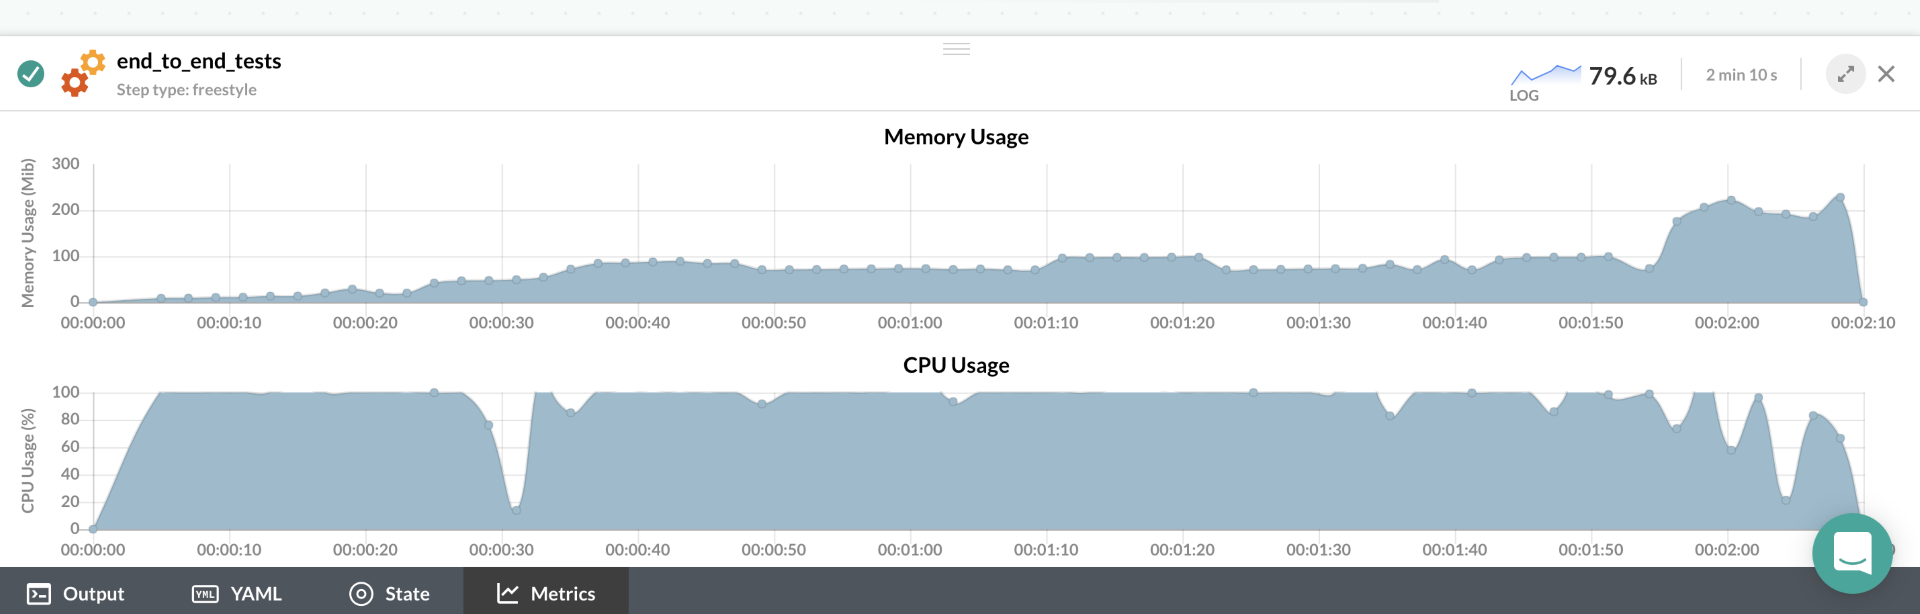 end_to_end_tests
Step type: freestyle
LOG
79.6 kB
2 min 10 s
Memory Usage
Memory Usage (Mib)
300
200
100
0
00:00:00 00:00:10 00:00:20 00:00:30 00:00:40 00:00:50 00:01:00 00:01:10 00:01:20 00:01:30 00:01:40 00:01:50 00:02:00 00:02:10
CPU Usage
CPU Usage (%)
100
80
60
40
20
0
00:00:00 00:00:10 00:00:20 00:00:30 00:00:40 00:00:50 00:01:00 00:01:10 00:01:20 00:01:30 00:01:40 00:01:50 00:02:00
Output YML YAML State Metrics